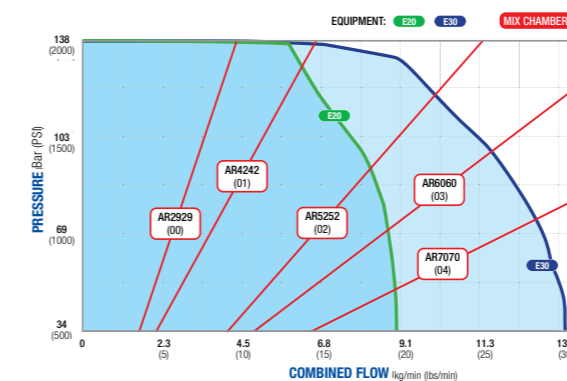 EQUIPMENT: E20 E30 MIX CHAMBER
138
(2000)
103
(1500)
69
(1000)
34
(500)
PRESSURE Bar (PSI)
E20
AR4242
(01)
AR6060
(03)
AR2929
(00)
AR5252
(02)
AR7070
(04)
E30
0 2.3 4.5 6.8 9.1 11.3 13
(5) (10) (15) (20) (25) (3
COMBINED FLOW kg/min (lbs/min)